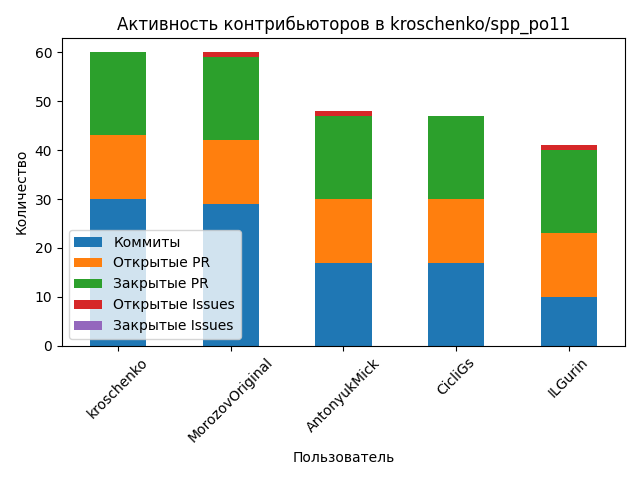 Активность контрибьюторов в kroschenko/spp_po11
Количество
60
50
40
30
20
10
0
Коммиты
Открытые PR
Закрытые PR
Открытые Issues
Закрытые Issues
kroschenko
MorozovOriginal
AntonyukMick
CicliGs
ILGurin
Пользователь